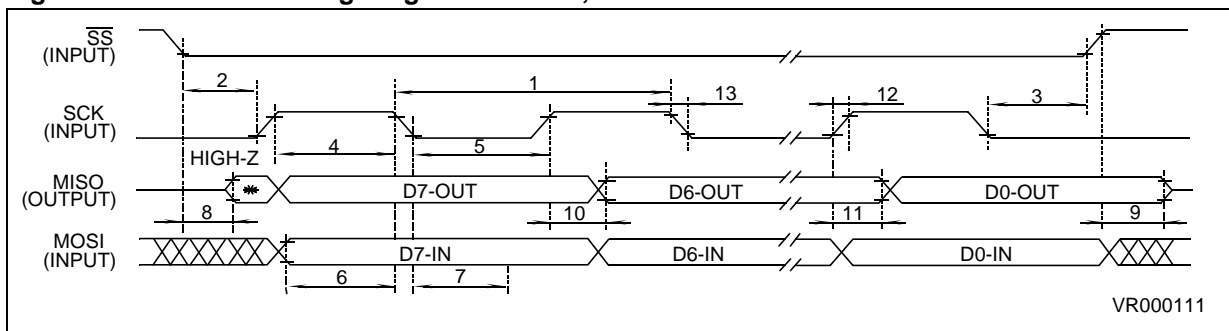 SS
(INPUT)
2
1
13
12
3
SCK
(INPUT)
4
5
HIGH-Z
MISO
(OUTPUT)
D7-OUT
D6-OUT
D0-OUT
8
10
11
9
MOSI
(INPUT)
D7-IN
D6-IN
D0-IN
6
7
VR000111